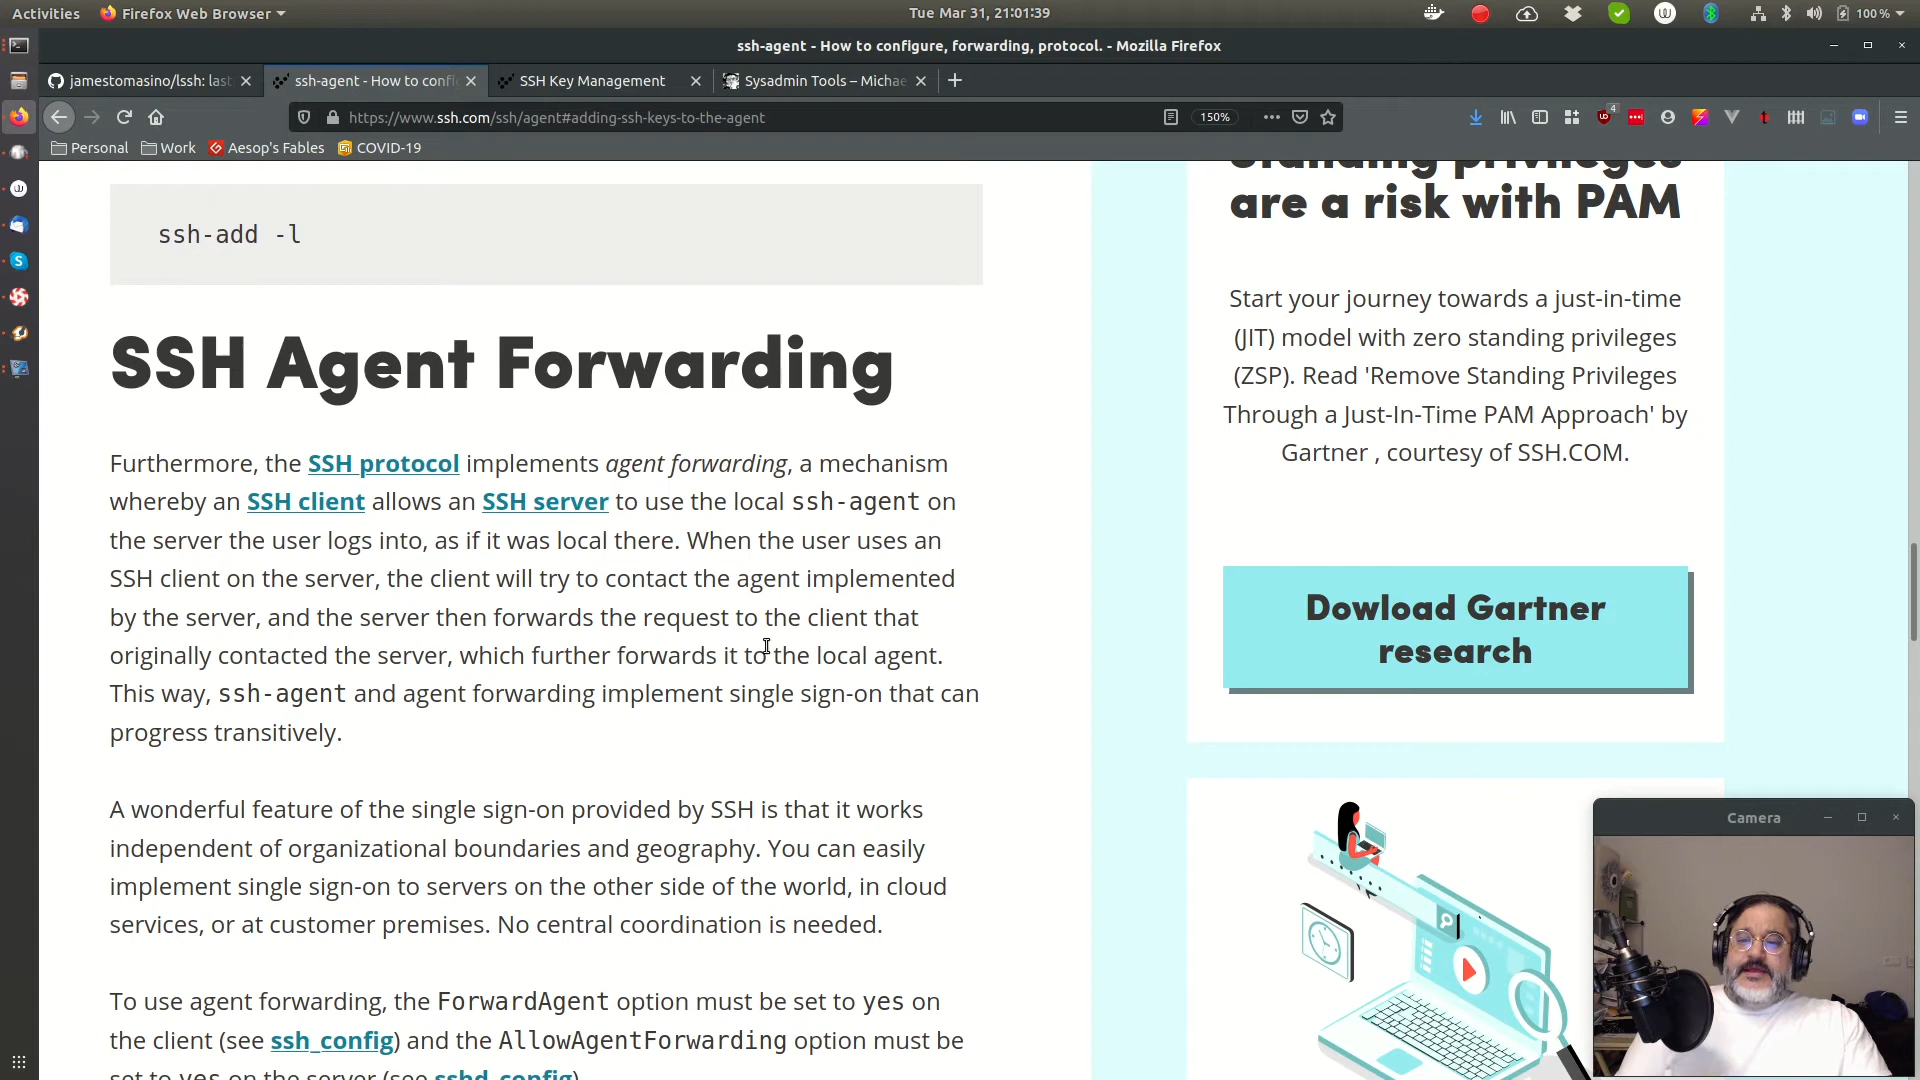 Activities
Firefox Web Browser
Tue Mar 31, 21:01:39
100 %
ssh-agent - How to configure, forwarding, protocol. - Mozilla Firefox
jamestomasino/lssh: last
ssh-agent - How to confi
SSH Key Management
Sysadmin Tools – Michae
https://www.ssh.com/ssh/agent#adding-ssh-keys-to-the-agent
150%
4
Personal
Work
Aesop's Fables
COVID-19
ssh-add -l
SSH Agent Forwarding
Furthermore, the SSH protocol implements agent forwarding, a mechanism
whereby an SSH client allows an SSH server to use the local ssh-agent on
the server the user logs into, as if it was local there. When the user uses an
SSH client on the server, the client will try to contact the agent implemented
by the server, and the server then forwards the request to the client that
originally contacted the server, which further forwards it to the local agent.
This way, ssh-agent and agent forwarding implement single sign-on that can
progress transitively.
A wonderful feature of the single sign-on provided by SSH is that it works
independent of organizational boundaries and geography. You can easily
implement single sign-on to servers on the other side of the world, in cloud
services, or at customer premises. No central coordination is needed.
To use agent forwarding, the ForwardAgent option must be set to yes on
the client (see ssh_config) and the AllowAgentForwarding option must be
set to yes on the server (see sshd_config).
Standing privileges
are a risk with PAM
Start your journey towards a just-in-time
(JIT) model with zero standing privileges
(ZSP). Read 'Remove Standing Privileges
Through a Just-In-Time PAM Approach' by
Gartner , courtesy of SSH.COM.
Dowload Gartner
research
Camera